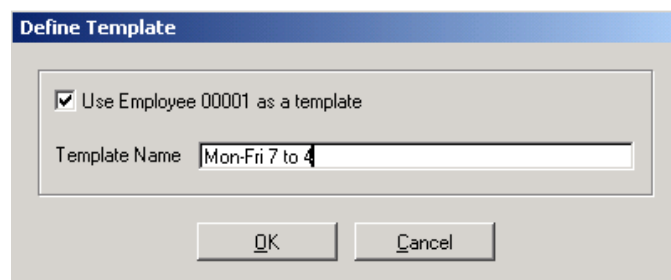 Define Template
Use Employee 00001 as a template
Template Name Mon-Fri 7 to 4
OK Cancel